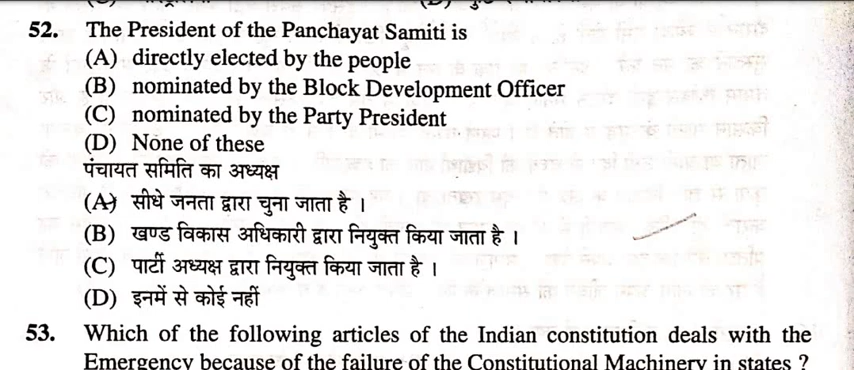 52. The President of the Panchayat Samiti is
(A) directly elected by the people
(B) nominated by the Block Development Officer
(C) nominated by the Party President
(D) None of these
पंचायत समिति का अध्यक्ष
(A) सीधे जनता द्वारा चुना जाता है ।
(B) खण्ड विकास अधिकारी द्वारा नियुक्त किया जाता है ।
(C) पार्टी अध्यक्ष द्वारा नियुक्त किया जाता है ।
(D) इनमें से कोई नहीं
53. Which of the following articles of the Indian constitution deals with the
Emergency because of the failure of the Constitutional Machinery in states ?